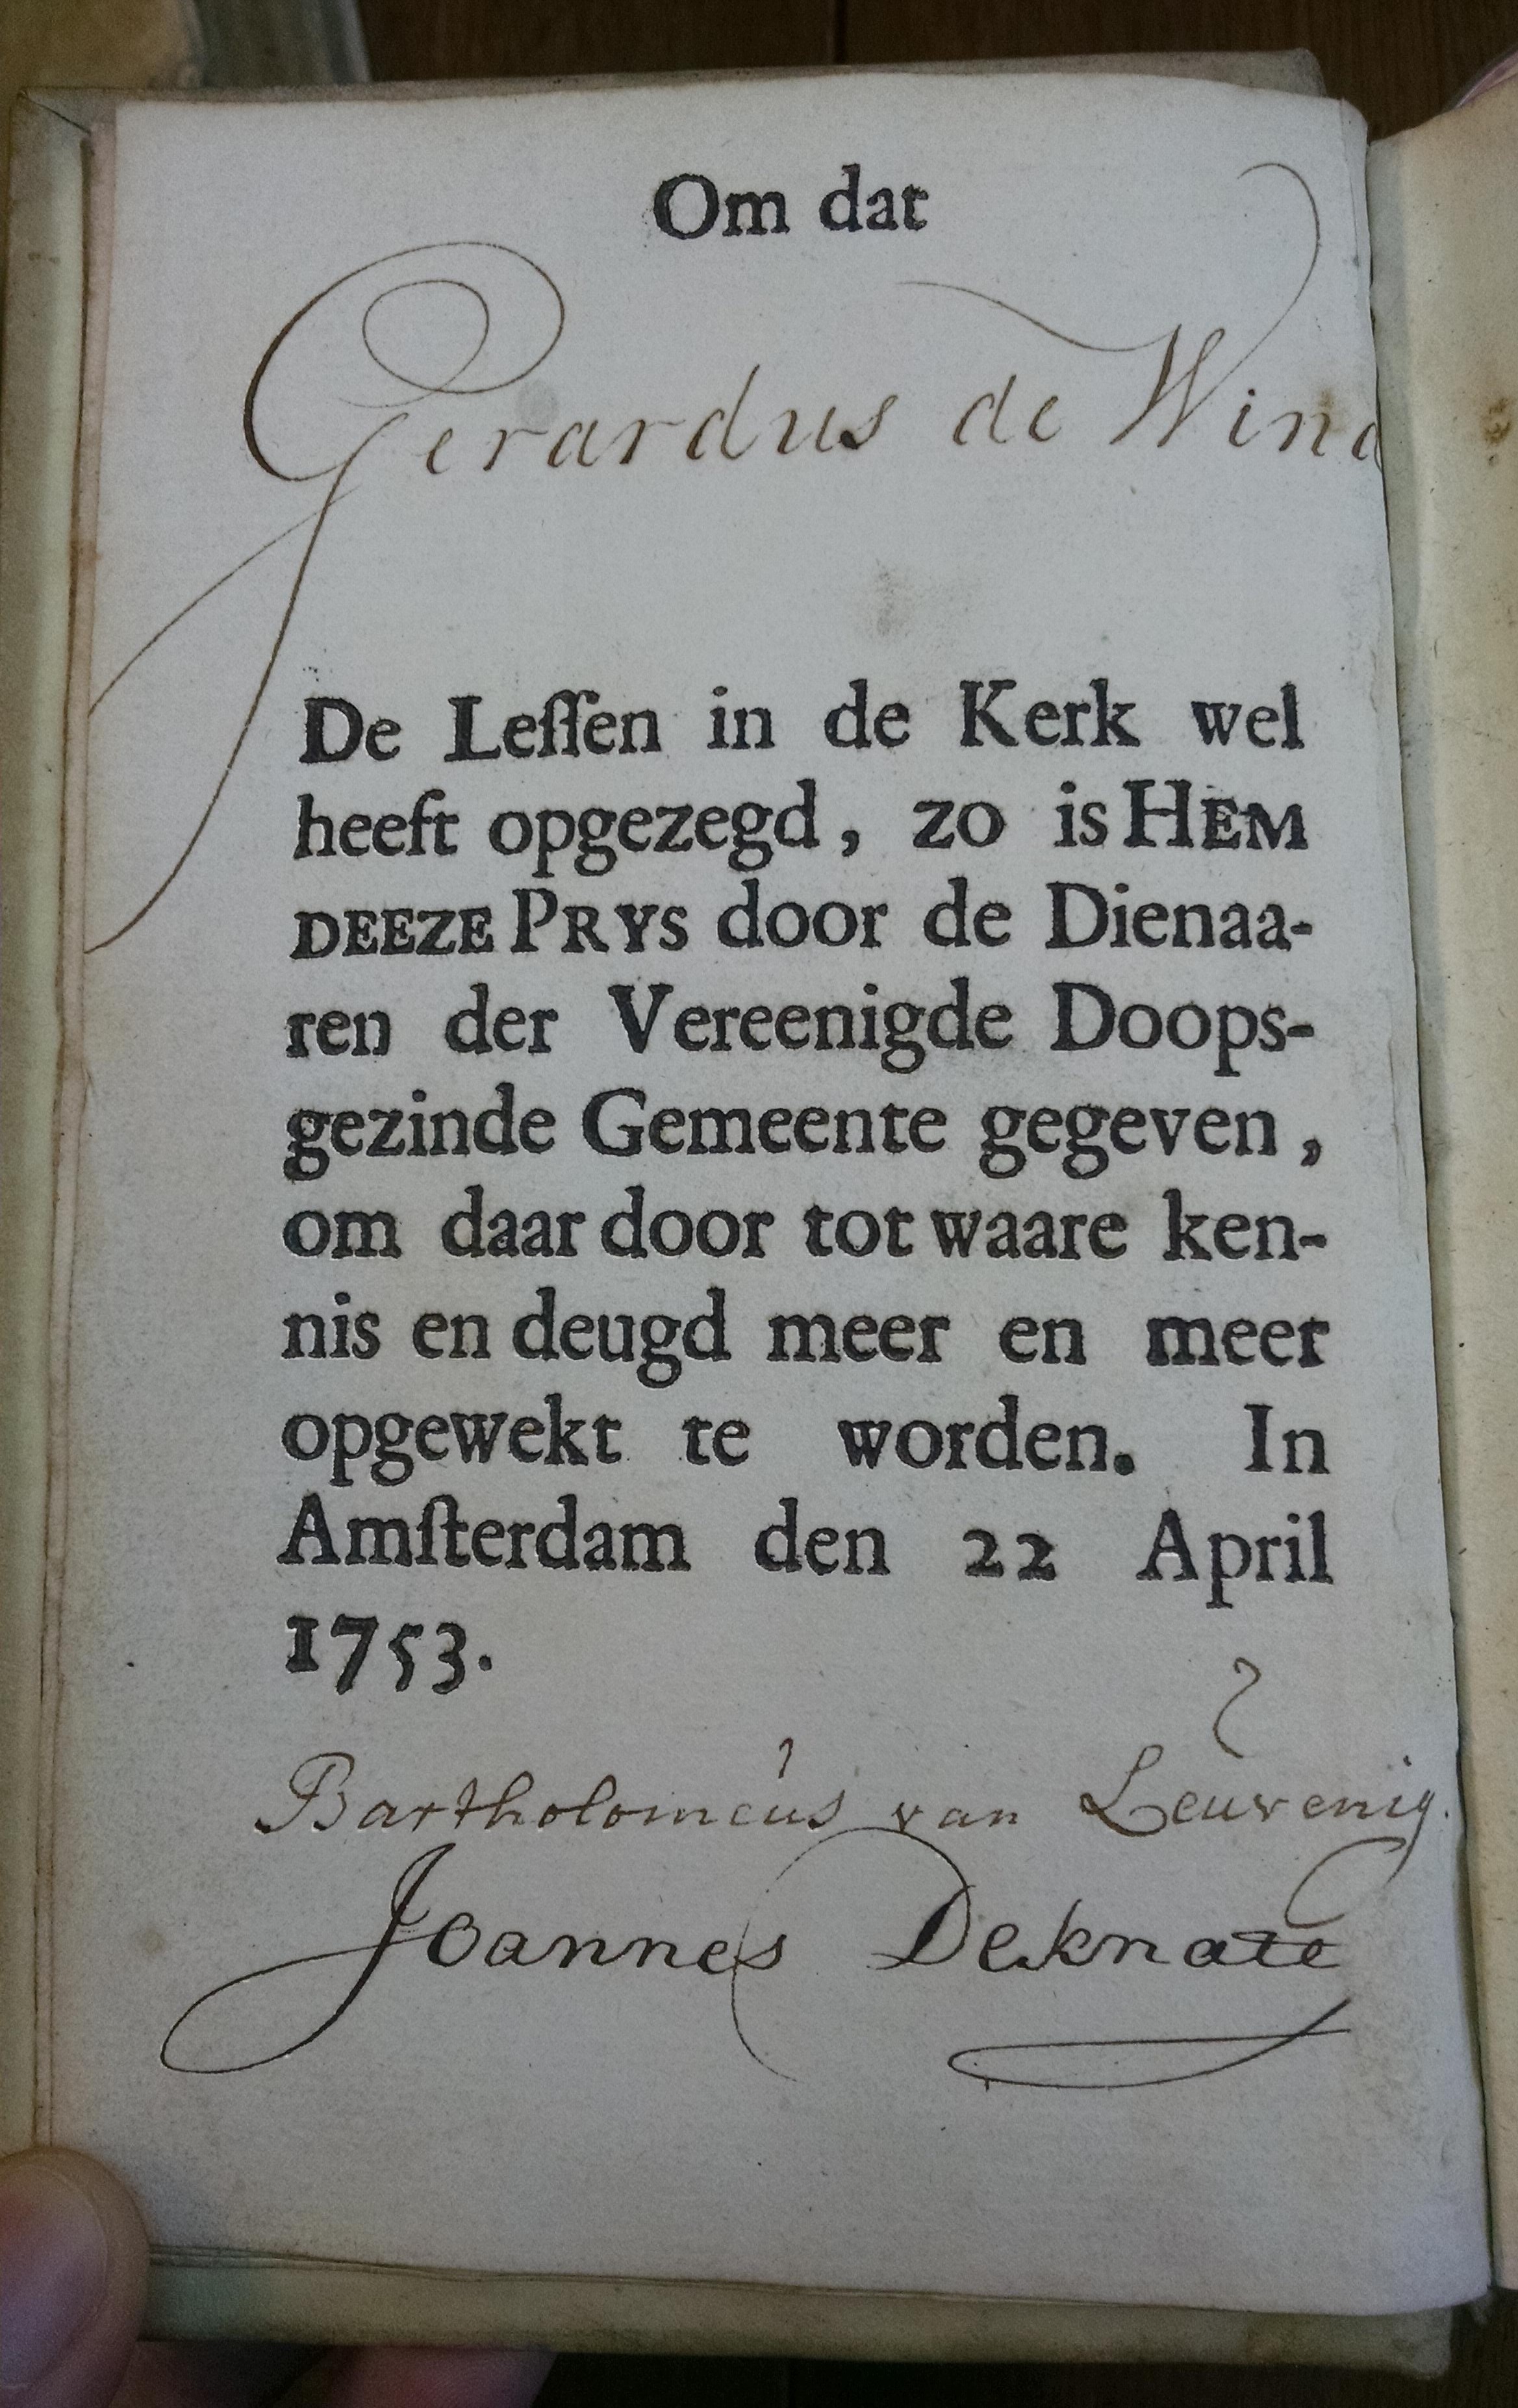 Om dat
Gerardus de Wind
De Leſſen in de Kerk wel
heeft opgezegd, zo is HEM
DEEZE PRYS door de Dienaa-
ren der Vereenigde Doops-
gezinde Gemeente gegeven,
om daar door tot waare ken-
nis en deugd meer en meer
opgewekt te worden. In
Amſterdam den 22 April
1753.
Bartholomeus van Leuvenig.
Joannes Deknate